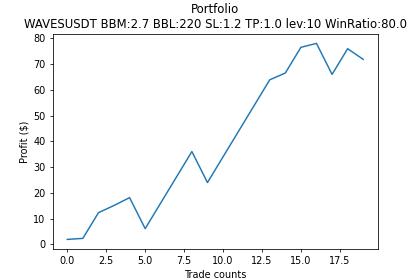 Portfolio
WAVESUSDT BBM:2.7 BBL:220 SL:1.2 TP:1.0 lev:10 WinRatio:80.0
80
70
60
50
40
30
20
10
0
Profit ($)
0.0 2.5 5.0 7.5 10.0 12.5 15.0 17.5
Trade counts